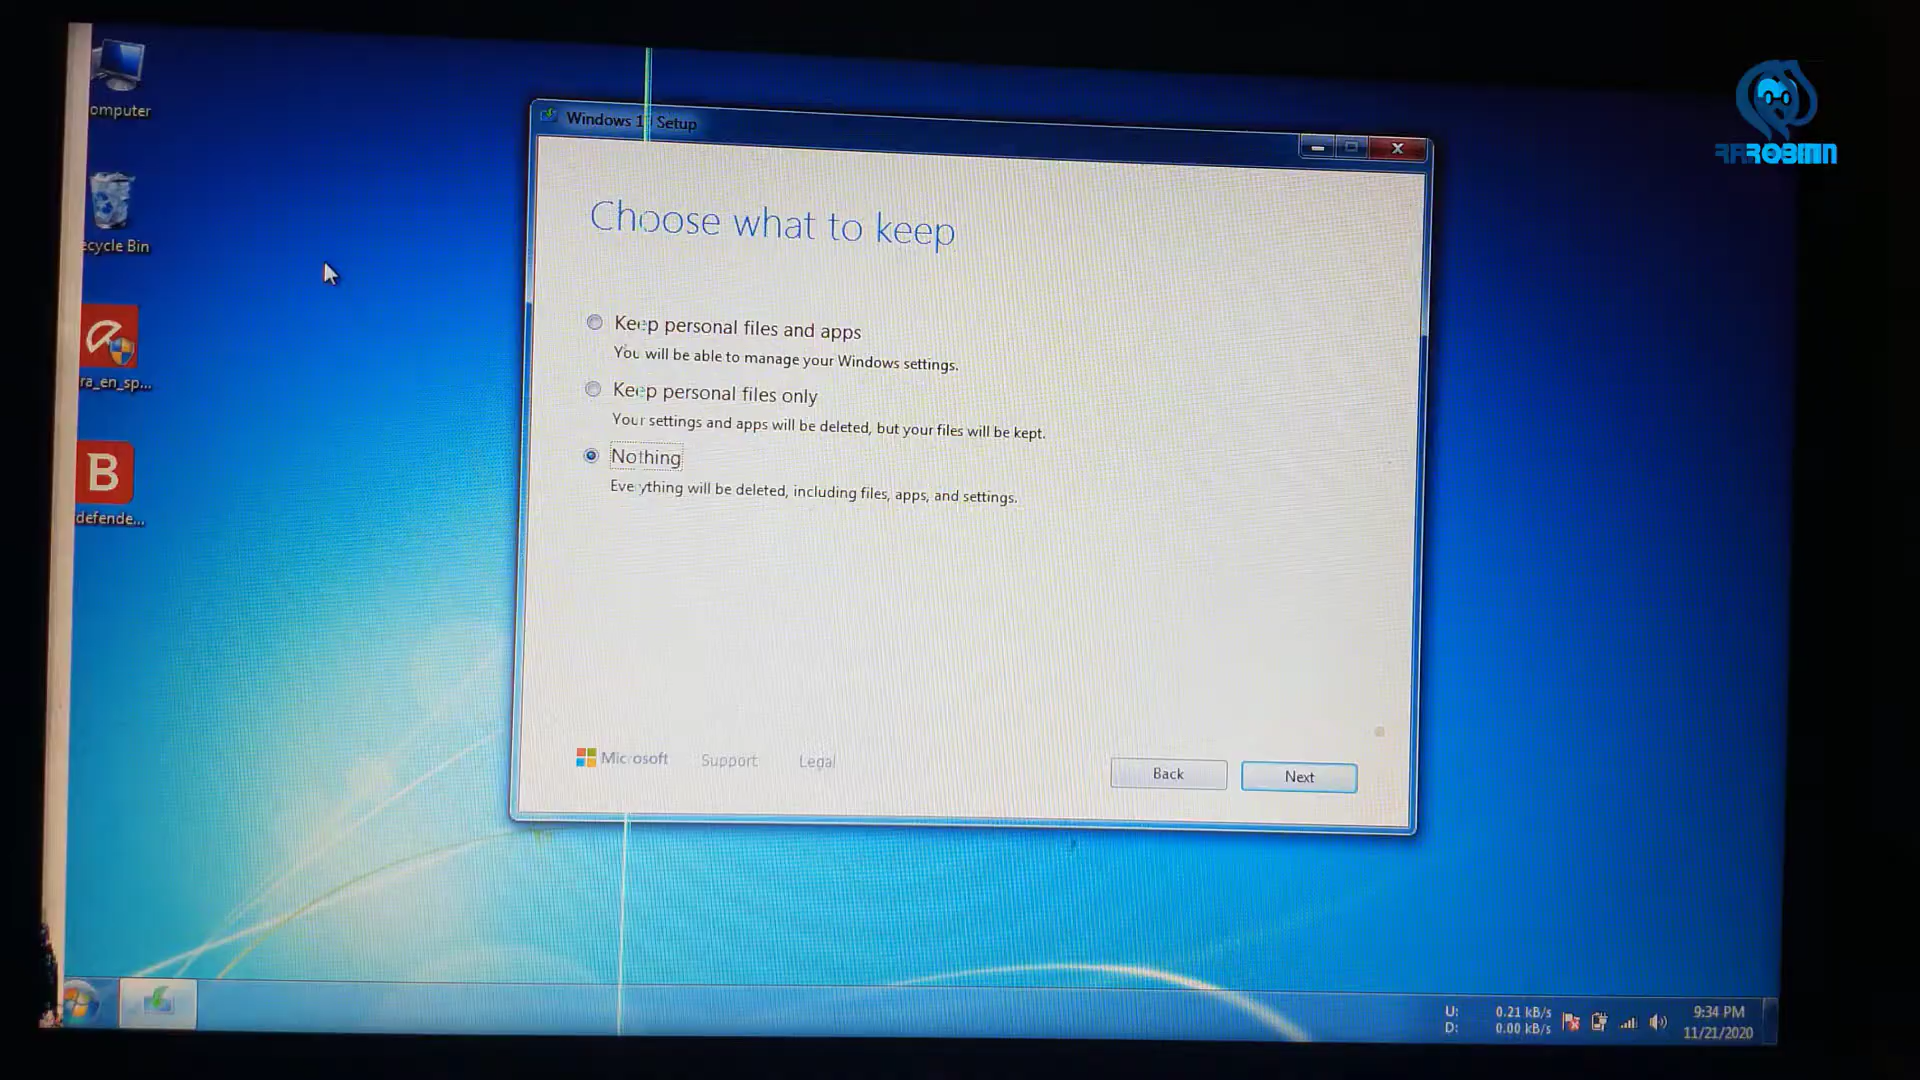 omputer
ecycle Bin
ra_en_sp...
defende...
Windows 1 Setup
Choose what to keep
Keep personal files and apps
You will be able to manage your Windows settings.
Keep personal files only
Your settings and apps will be deleted, but your files will be kept.
Nothing
Everything will be deleted, including files, apps, and settings.
Microsoft Support Legal
Back Next
U: 0.21 kB/s
D: 0.00 kB/s
9:34 PM
11/21/2020